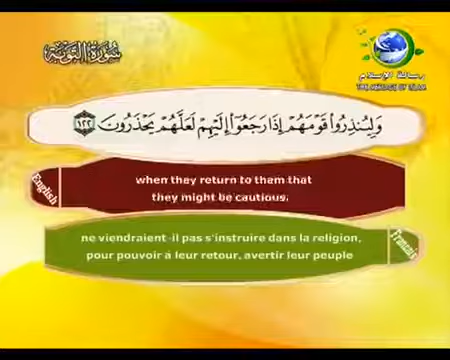 سورة التوبة
رسالة الإسلام
THE MESSAGE OF ISLAM
وَلِيُنذِرُوا۟ قَوْمَهُمْ إِذَا رَجَعُوٓا۟ إِلَيْهِمْ لَعَلَّهُمْ يَحْذَرُونَ ١٢٢
English
when they return to them that
they might be cautious.
Francais
ne viendraient-il pas s'instruire dans la religion,
pour pouvoir à leur retour, avertir leur peuple